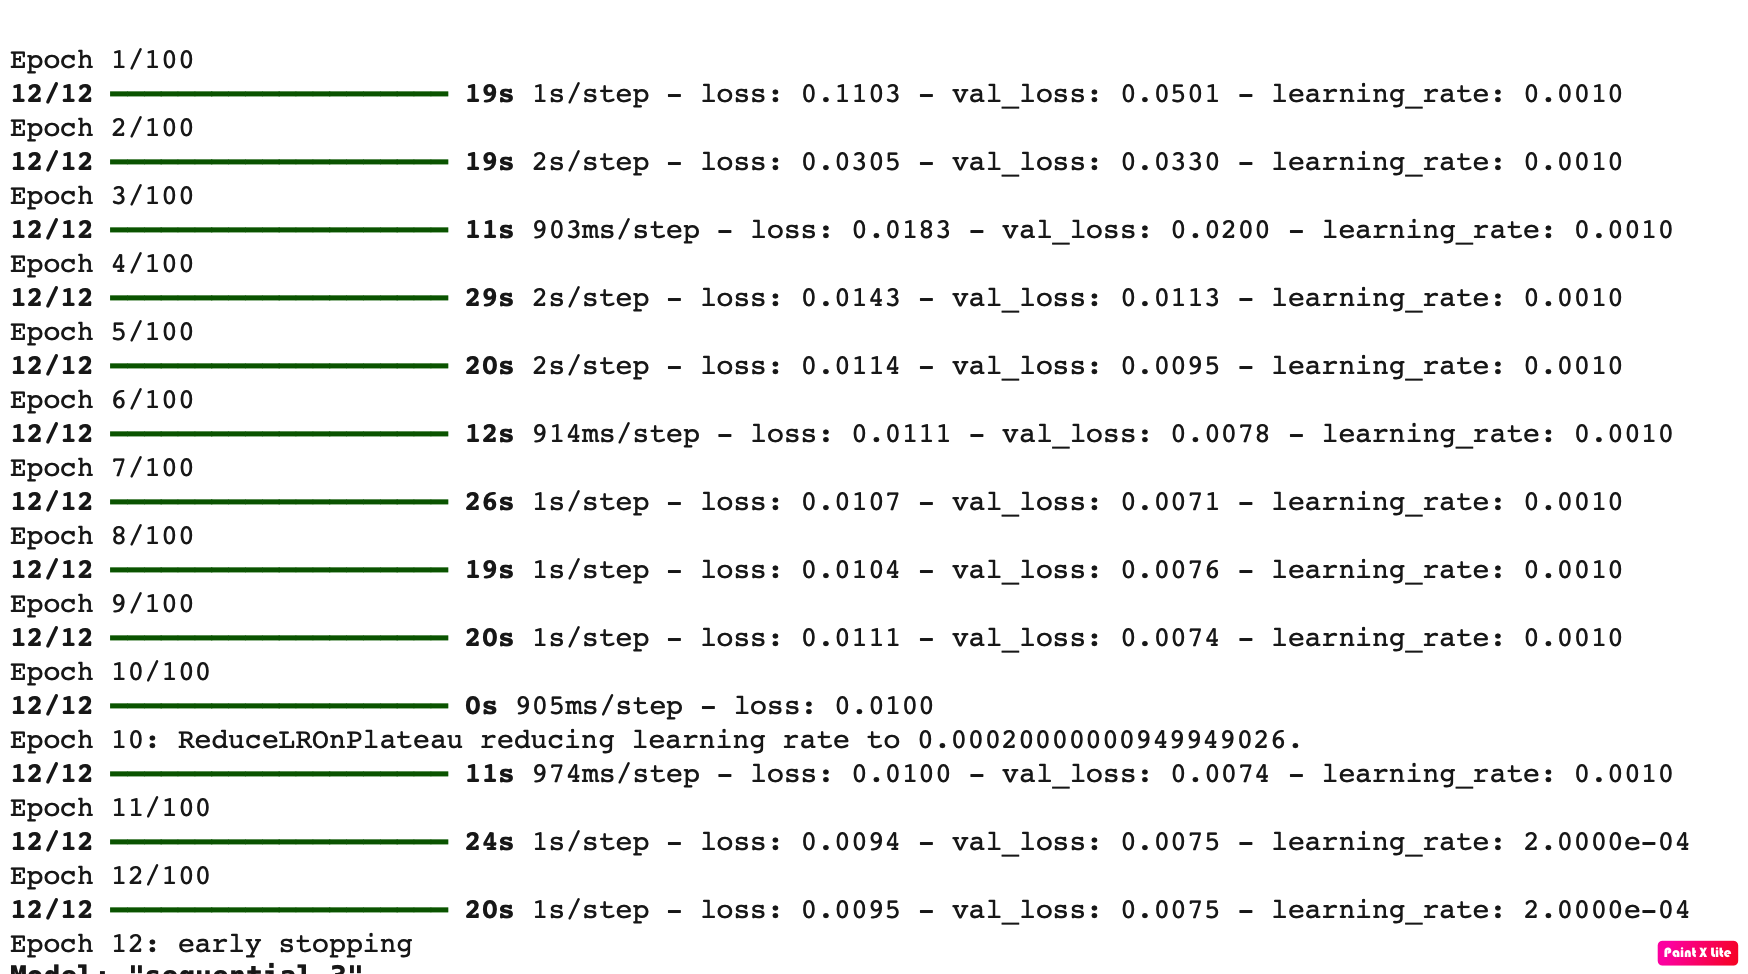 Epoch 1/100
12/12 ━━━━━━━━━━━━━━━━━━━━ 19s 1s/step - loss: 0.1103 - val_loss: 0.0501 - learning_rate: 0.0010
Epoch 2/100
12/12 ━━━━━━━━━━━━━━━━━━━━ 19s 2s/step - loss: 0.0305 - val_loss: 0.0330 - learning_rate: 0.0010
Epoch 3/100
12/12 ━━━━━━━━━━━━━━━━━━━━ 11s 903ms/step - loss: 0.0183 - val_loss: 0.0200 - learning_rate: 0.0010
Epoch 4/100
12/12 ━━━━━━━━━━━━━━━━━━━━ 29s 2s/step - loss: 0.0143 - val_loss: 0.0113 - learning_rate: 0.0010
Epoch 5/100
12/12 ━━━━━━━━━━━━━━━━━━━━ 20s 2s/step - loss: 0.0114 - val_loss: 0.0095 - learning_rate: 0.0010
Epoch 6/100
12/12 ━━━━━━━━━━━━━━━━━━━━ 12s 914ms/step - loss: 0.0111 - val_loss: 0.0078 - learning_rate: 0.0010
Epoch 7/100
12/12 ━━━━━━━━━━━━━━━━━━━━ 26s 1s/step - loss: 0.0107 - val_loss: 0.0071 - learning_rate: 0.0010
Epoch 8/100
12/12 ━━━━━━━━━━━━━━━━━━━━ 19s 1s/step - loss: 0.0104 - val_loss: 0.0076 - learning_rate: 0.0010
Epoch 9/100
12/12 ━━━━━━━━━━━━━━━━━━━━ 20s 1s/step - loss: 0.0111 - val_loss: 0.0074 - learning_rate: 0.0010
Epoch 10/100
12/12 ━━━━━━━━━━━━━━━━━━━━ 0s 905ms/step - loss: 0.0100
Epoch 10: ReduceLROnPlateau reducing learning rate to 0.00020000000949949026.
12/12 ━━━━━━━━━━━━━━━━━━━━ 11s 974ms/step - loss: 0.0100 - val_loss: 0.0074 - learning_rate: 0.0010
Epoch 11/100
12/12 ━━━━━━━━━━━━━━━━━━━━ 24s 1s/step - loss: 0.0094 - val_loss: 0.0075 - learning_rate: 2.0000e-04
Epoch 12/100
12/12 ━━━━━━━━━━━━━━━━━━━━ 20s 1s/step - loss: 0.0095 - val_loss: 0.0075 - learning_rate: 2.0000e-04
Epoch 12: early stopping
Model: "sequential_3"
Paint X Lite